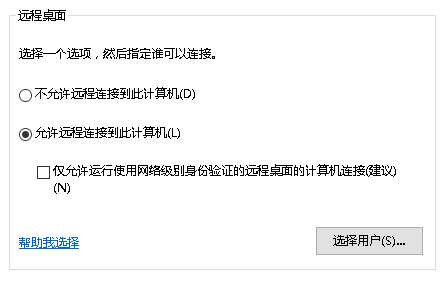 远程桌面
选择一个选项，然后指定谁可以连接。
不允许远程连接到此计算机(D)
允许远程连接到此计算机(L)
仅允许运行使用网络级别身份验证的远程桌面的计算机连接(建议)
(N)
帮助我选择
选择用户(S)...